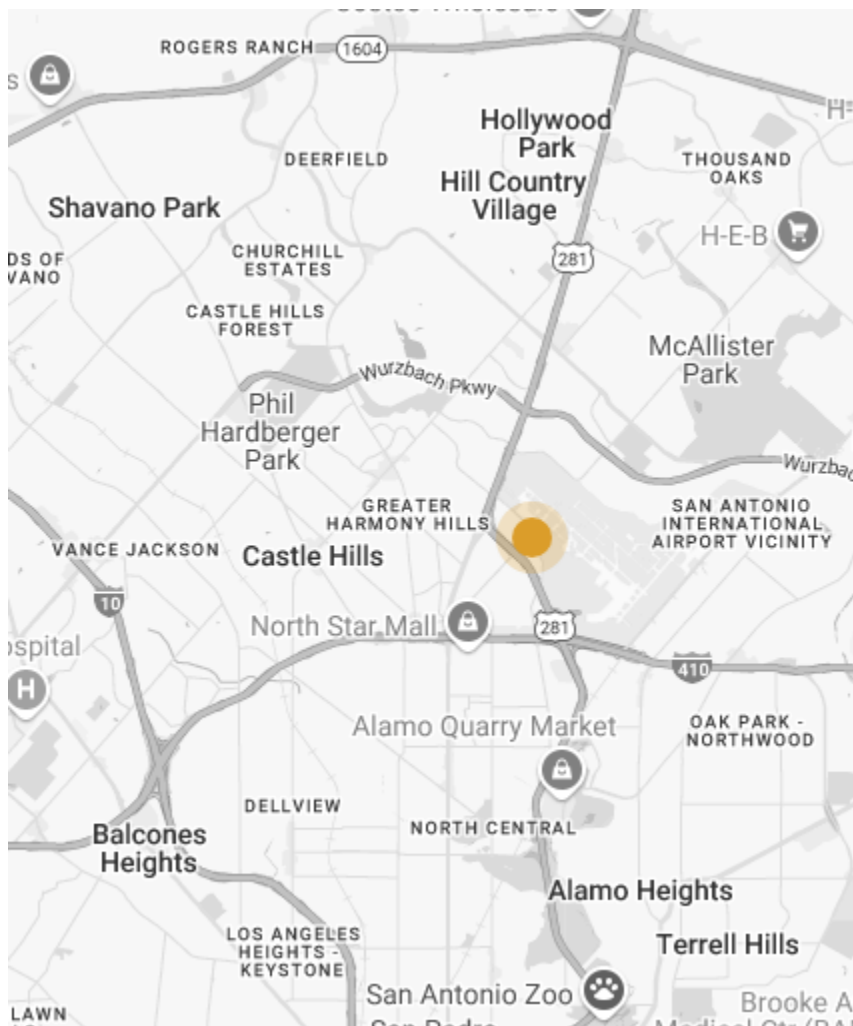 ROGERS RANCH
1604
Hollywood
Park
DEERFIELD
THOUSAND
OAKS
Hill Country
Village
Shavano Park
H-E-B
CHURCHILL
ESTATES
281
DS OF
VANO
CASTLE HILLS
FOREST
McAllister
Park
Wurzbach Pkwy
Phil
Hardberger
Park
Wurzbac
GREATER
HARMONY HILLS
SAN ANTONIO
INTERNATIONAL
AIRPORT VICINITY
VANCE JACKSON
Castle Hills
10
North Star Mall
281
ospital
H
410
Alamo Quarry Market
OAK PARK -
NORTHWOOD
DELLVIEW
NORTH CENTRAL
Balcones
Heights
Alamo Heights
LOS ANGELES
HEIGHTS -
KEYSTONE
Terrell Hills
San Antonio Zoo
Brooke A
LAWN